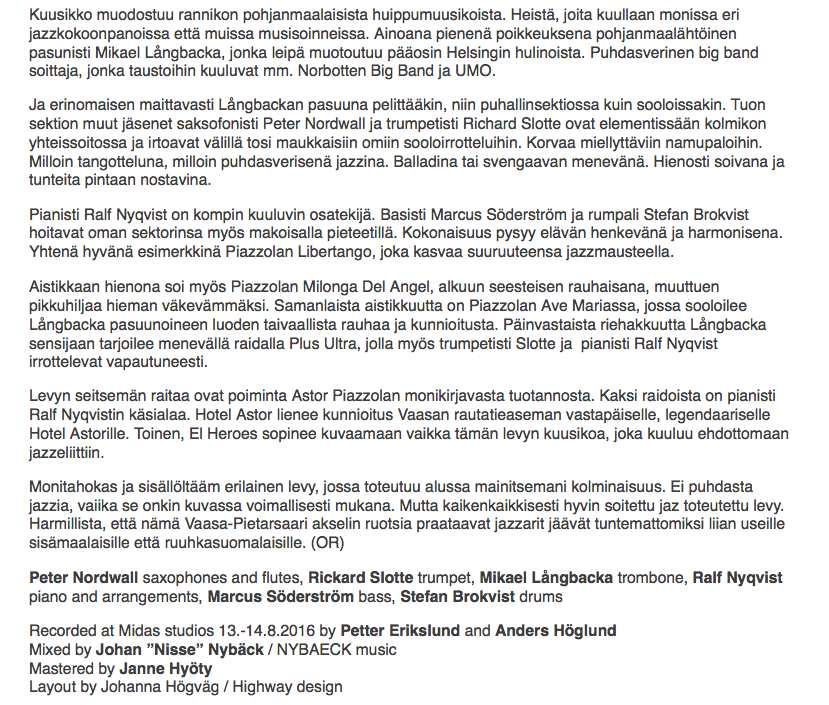 Kuusikko muodostuu rannikon pohjanmaalaisista huippumuusikoista. Heistä, joita kuullaan monissa eri
jazzkokoonpanoissa että muissa musisoinneissa. Ainoana pienenä poikkeuksena pohjanmaalähtöinen
pasunisti Mikael Långbacka, jonka leipä muotoutuu pääosin Helsingin hulinoista. Puhdasverinen big band
soittaja, jonka taustoihin kuuluvat mm. Norbotten Big Band ja UMO.
Ja erinomaisen maittavasti Långbackan pasuuna pelittääkin, niin puhallinsektiossa kuin sooloissakin. Tuon
sektion muut jäsenet saksofonisti Peter Nordwall ja trumpetisti Richard Slotte ovat elementissään kolmikon
yhteissoitossa ja irtoavat välillä tosi maukkaisiin omiin sooloirrotteluihin. Korvaa miellyttäviin namupaloihin.
Milloin tangotteluna, milloin puhdasverisenä jazzina. Balladina tai svengaavan menevänä. Hienosti soivana ja
tunteita pintaan nostavina.
Pianisti Ralf Nyqvist on kompin kuuluvin osatekijä. Basisti Marcus Söderström ja rumpali Stefan Brokvist
hoitavat oman sektorinsa myös makoisalla pieteetillä. Kokonaisuus pysyy elävän henkevänä ja harmonisena.
Yhtenä hyvänä esimerkkinä Piazzolan Libertango, joka kasvaa suuruuteensa jazzmausteella.
Aistikkaan hienona soi myös Piazzolan Milonga Del Angel, alkuun seesteisen rauhaisana, muuttuen
pikkuhiljaa hieman väkevämmäksi. Samanlaista aistikkuutta on Piazzolan Ave Mariassa, jossa sooloilee
Långbacka pasuunoineen luoden taivaallista rauhaa ja kunnioitusta. Päinvastaista riehakkuutta Långbacka
sensijaan tarjoilee menevällä raidalla Plus Ultra, jolla myös trumpetisti Slotte ja  pianisti Ralf Nyqvist
irrottelevat vapautuneesti.
Levyn seitsemän raitaa ovat poiminta Astor Piazzolan monikirjavasta tuotannosta. Kaksi raidoista on pianisti
Ralf Nyqvistin käsialaa. Hotel Astor lienee kunnioitus Vaasan rautatieaseman vastapäiselle, legendaariselle
Hotel Astorille. Toinen, El Heroes sopinee kuvaamaan vaikka tämän levyn kuusikoa, joka kuuluu ehdottomaan
jazzeliittiin.
Monitahokas ja sisällöltääm erilainen levy, jossa toteutuu alussa mainitsemani kolminaisuus. Ei puhdasta
jazzia, vaiika se onkin kuvassa voimallisesti mukana. Mutta kaikenkaikkisesti hyvin soitettu jaz toteutettu levy.
Harmillista, että nämä Vaasa-Pietarsaari akselin ruotsia praataavat jazzarit jäävät tuntemattomiksi liian useille
sisämaalaisille että ruuhkasuomalaisille. (OR)
Peter Nordwall saxophones and flutes, Rickard Slotte trumpet, Mikael Långbacka trombone, Ralf Nyqvist
piano and arrangements, Marcus Söderström bass, Stefan Brokvist drums
Recorded at Midas studios 13.-14.8.2016 by Petter Erikslund and Anders Höglund
Mixed by Johan ”Nisse” Nybäck / NYBAECK music
Mastered by Janne Hyöty
Layout by Johanna Högväg / Highway design